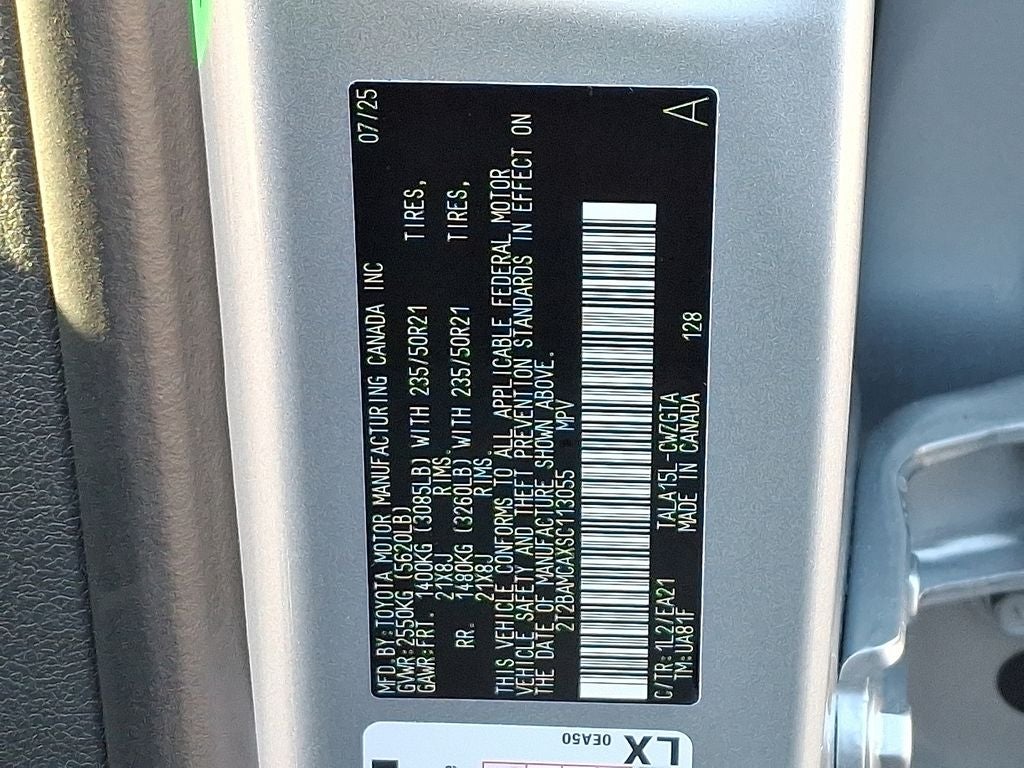 MFD.BY:TOYOTA MOTOR MANUFACTURING CANADA INC 07/25
GVWR:2550KG (5620LB)
GAWR:FRT. 1400KG (3085LB) WITH 235/50R21 TIRES,
21X8J RIMS.
RR. 1480KG (3260LB) WITH 235/50R21 TIRES,
21X8J RIMS.
THIS VEHICLE CONFORMS TO ALL APPLICABLE FEDERAL MOTOR
VEHICLE SAFETY AND THEFT PREVENTION STANDARDS IN EFFECT ON
THE DATE OF MANUFACTURE SHOWN ABOVE.
2T2BAMCAXSC113055 MPV
C/TR:1L2/EA21 TALA15L-CWZGTA 128 A
TM:UA81F MADE IN CANADA
LX
0EA50